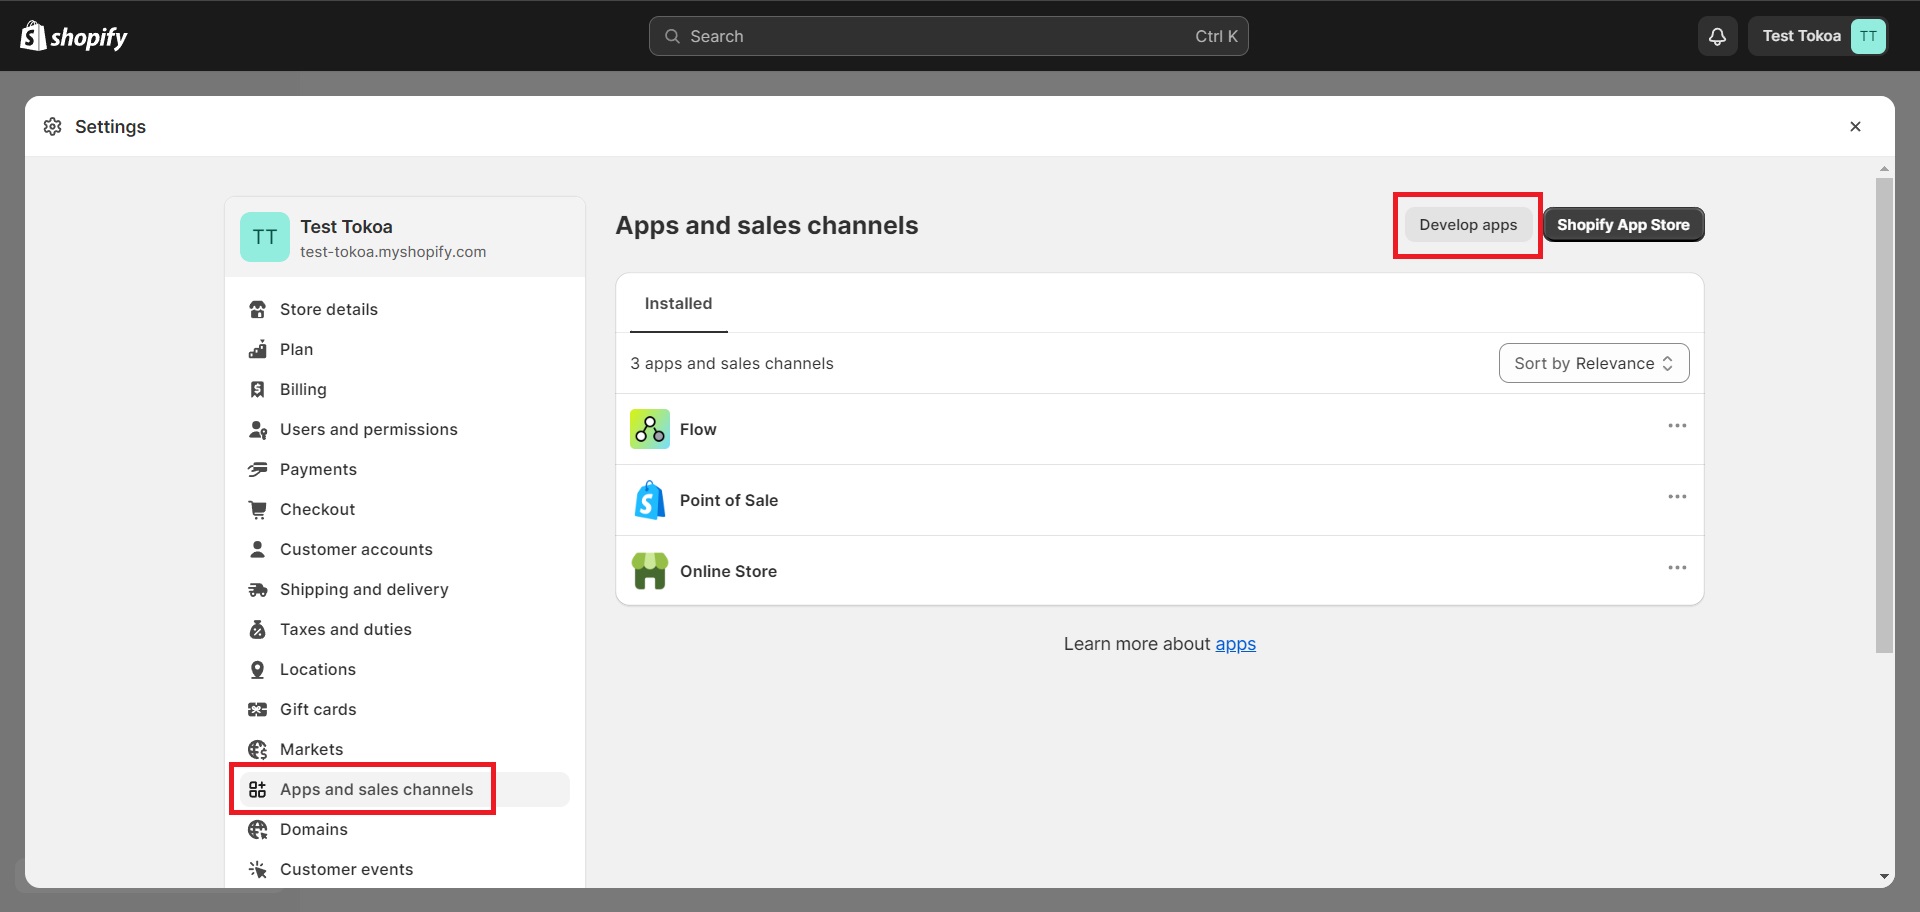 shopify
Search Ctrl K
Test Tokoa TT
Settings
TT Test Tokoa
test-tokoa.myshopify.com
Store details
Plan
Billing
Users and permissions
Payments
Checkout
Customer accounts
Shipping and delivery
Taxes and duties
Locations
Gift cards
Markets
Apps and sales channels
Domains
Customer events
Apps and sales channels
Develop apps
Shopify App Store
Installed
3 apps and sales channels
Sort by Relevance
Flow
Point of Sale
Online Store
Learn more about apps